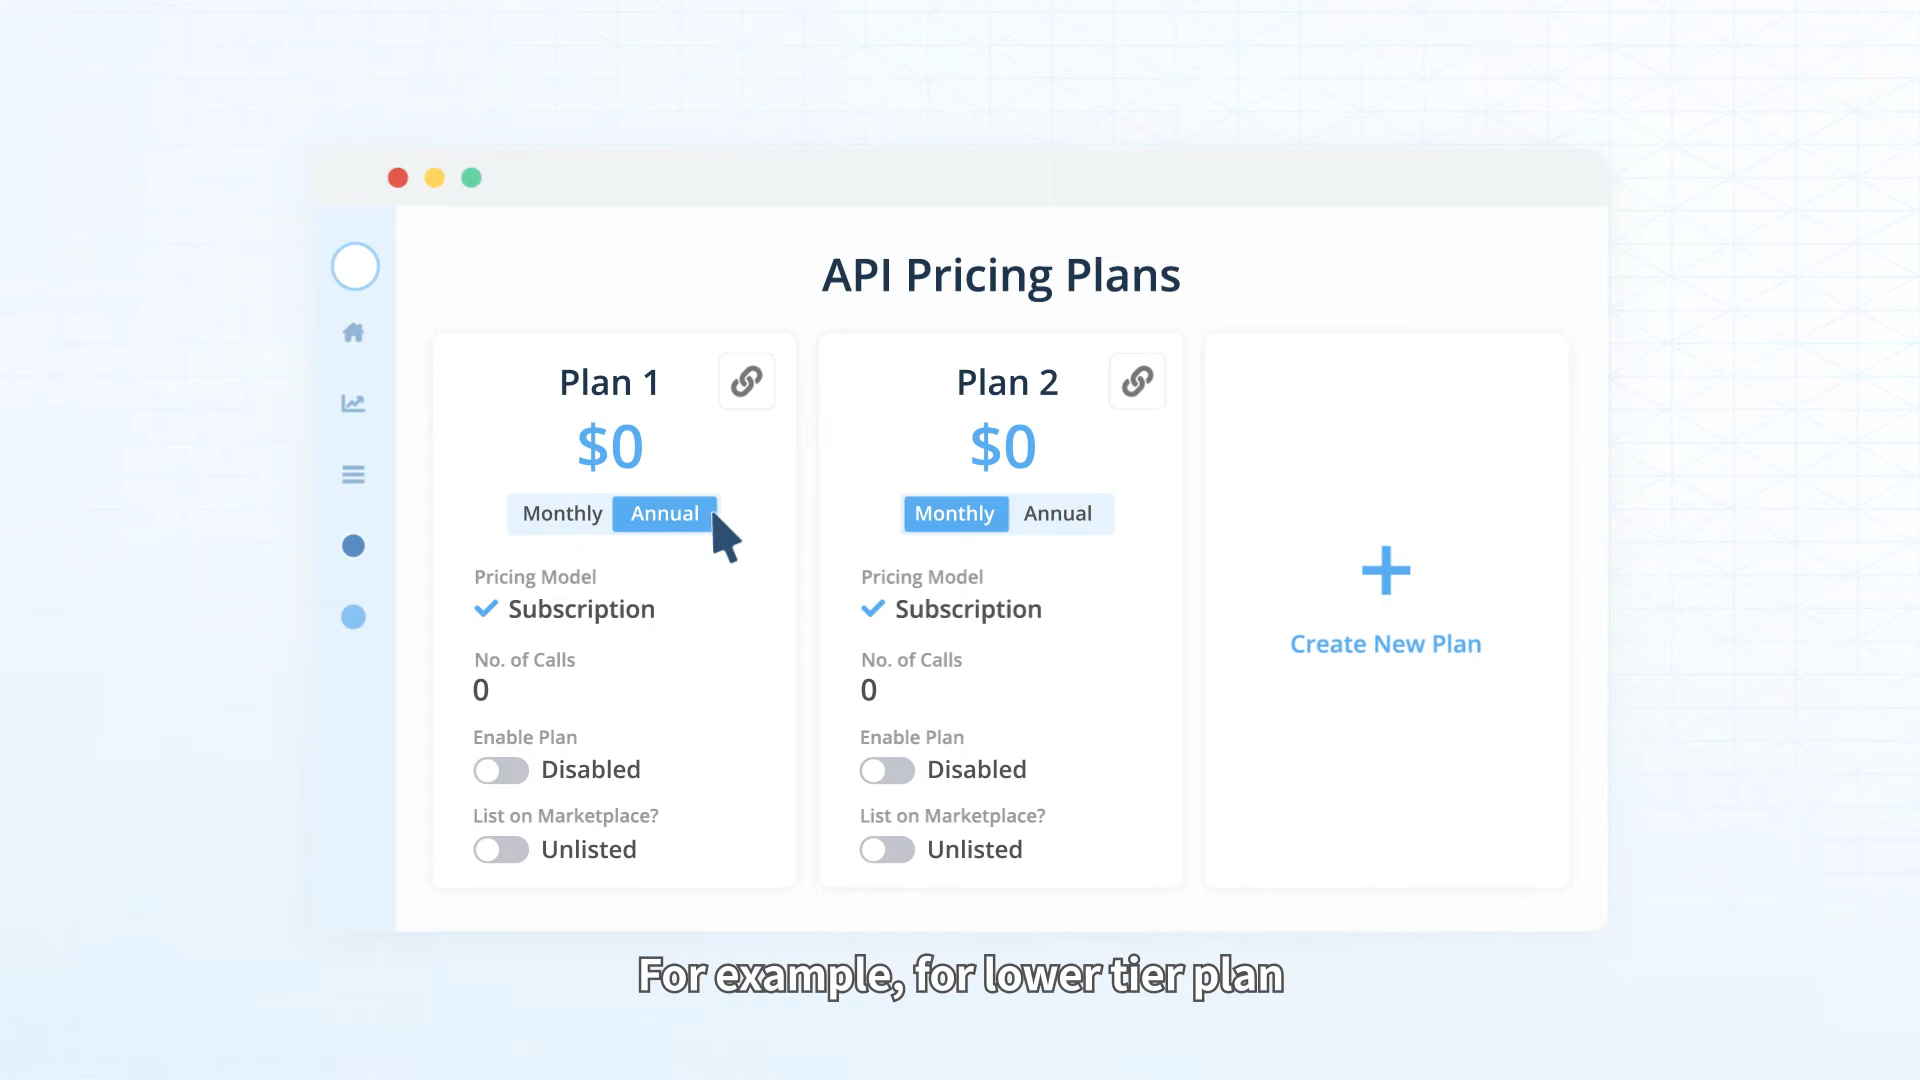 API Pricing Plans
Plan 1
$0
Monthly Annual
Pricing Model
Subscription
No. of Calls
0
Enable Plan
Disabled
List on Marketplace?
Unlisted
Plan 2
$0
Monthly Annual
Pricing Model
Subscription
No. of Calls
0
Enable Plan
Disabled
List on Marketplace?
Unlisted
Create New Plan
For example, for lower tier plan